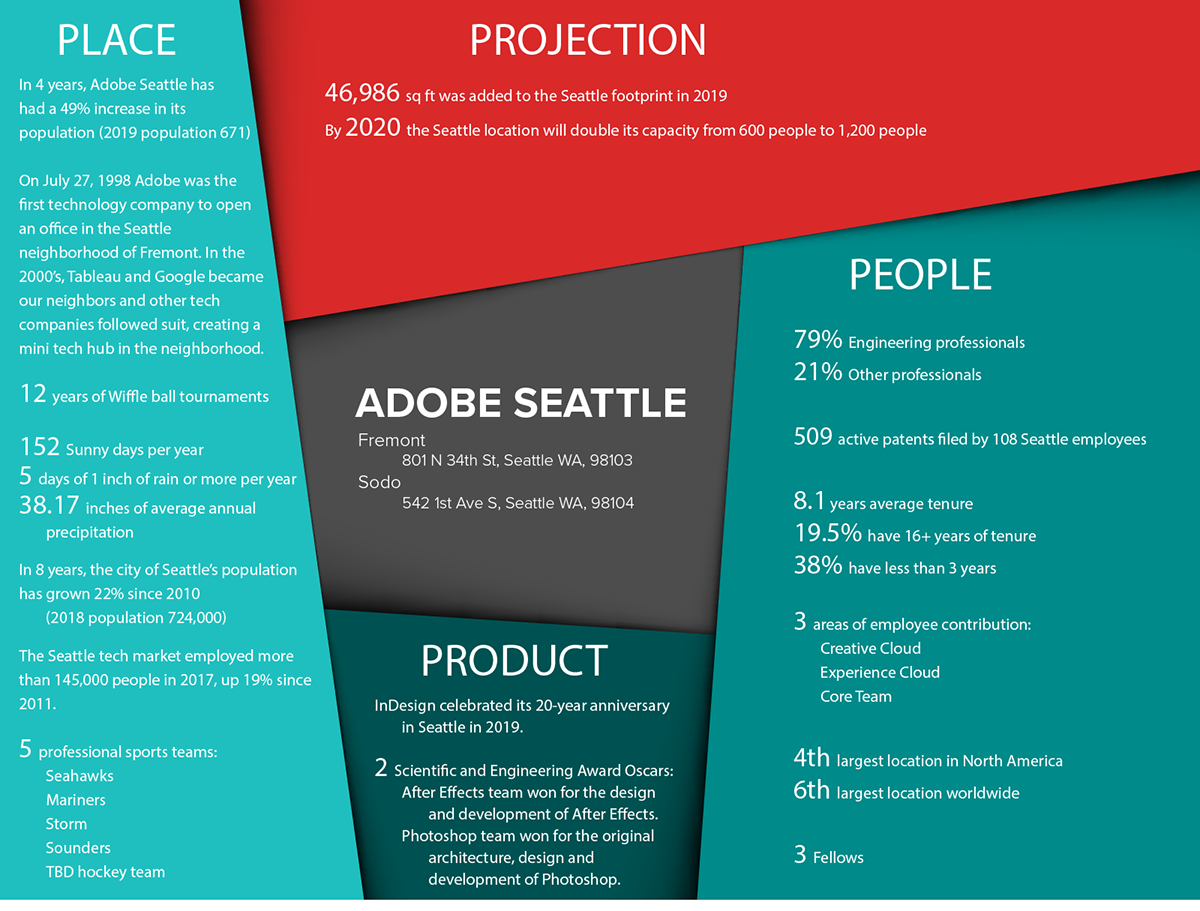 PLACE
In 4 years, Adobe Seattle has
had a 49% increase in its
population (2019 population 671)
On July 27, 1998 Adobe was the
first technology company to open
an office in the Seattle
neighborhood of Fremont. In the
2000's, Tableau and Google became
our neighbors and other tech
companies followed suit, creating a
mini tech hub in the neighborhood.
12 years of Wiffle ball tournaments
152 Sunny days per year
5 days of 1 inch of rain or more per year
38.17 inches of average annual
precipitation
In 8 years, the city of Seattle's population
has grown 22% since 2010
(2018 population 724,000)
The Seattle tech market employed more
than 145,000 people in 2017, up 19% since
2011.
5 professional sports teams:
Seahawks
Mariners
Storm
Sounders
TBD hockey team
PROJECTION
46,986 sq ft was added to the Seattle footprint in 2019
By 2020 the Seattle location will double its capacity from 600 people to 1,200 people
ADOBE SEATTLE
Fremont
801 N 34th St, Seattle WA, 98103
Sodo
542 1st Ave S, Seattle WA, 98104
PRODUCT
InDesign celebrated its 20-year anniversary
in Seattle in 2019.
2 Scientific and Engineering Award Oscars:
After Effects team won for the design
and development of After Effects.
Photoshop team won for the original
architecture, design and
development of Photoshop.
PEOPLE
79% Engineering professionals
21% Other professionals
509 active patents filed by 108 Seattle employees
8.1 years average tenure
19.5% have 16+ years of tenure
38% have less than 3 years
3 areas of employee contribution:
Creative Cloud
Experience Cloud
Core Team
4th largest location in North America
6th largest location worldwide
3 Fellows